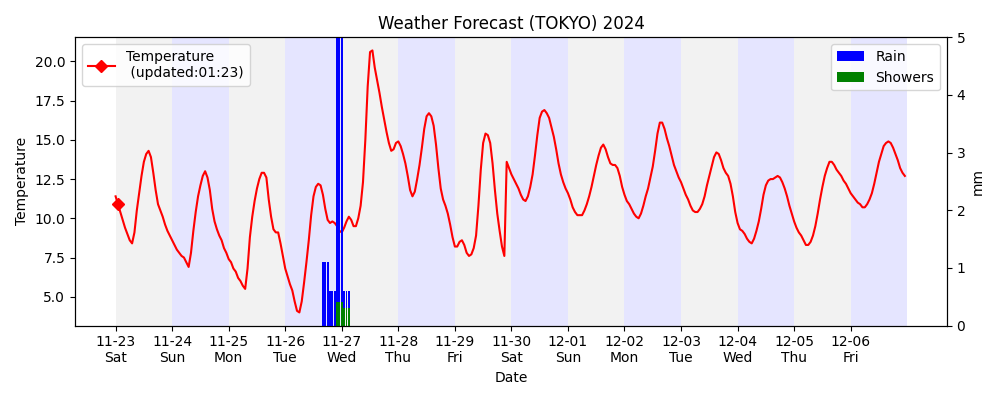 Weather Forecast (TOKYO) 2024
Temperature
(updated:01:23)
Rain
Showers
Temperature
20.0
17.5
15.0
12.5
10.0
7.5
5.0
5
4
3
2
1
0
mm
11-23 11-24 11-25 11-26 11-27 11-28 11-29 11-30 12-01 12-02 12-03 12-04 12-05 12-06
Sat Sun Mon Tue Wed Thu Fri Sat Sun Mon Tue Wed Thu Fri
Date